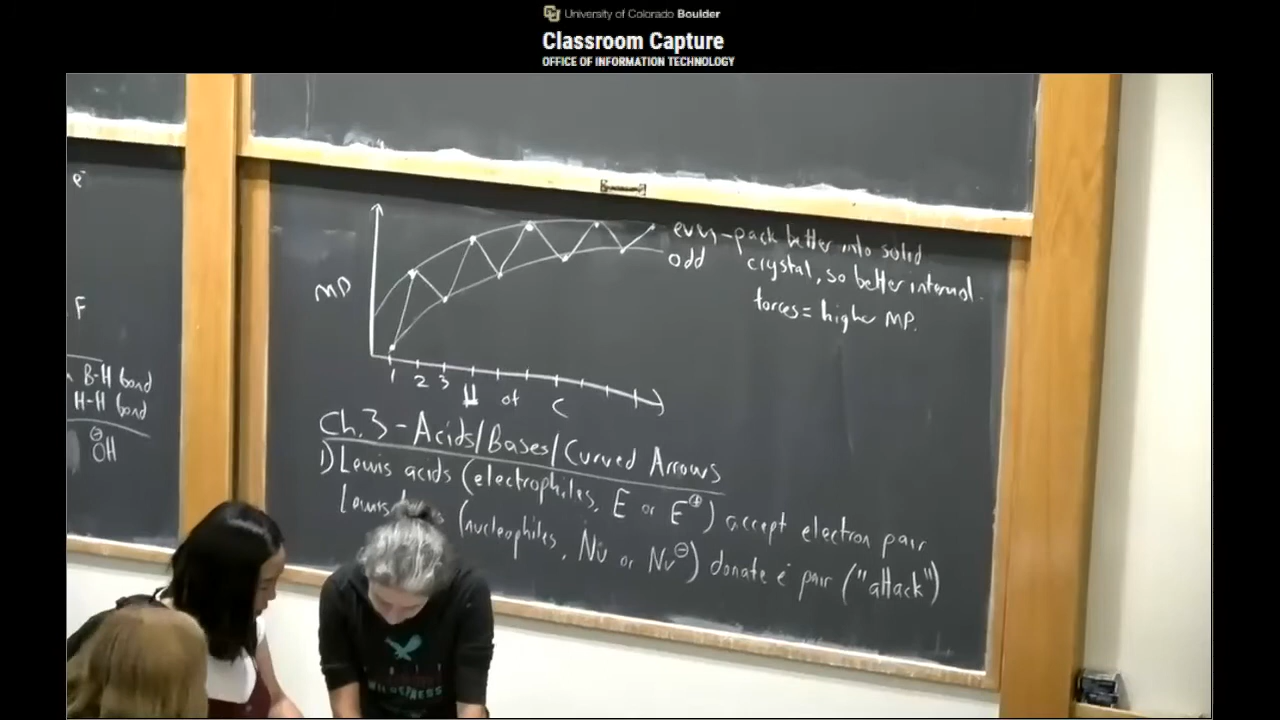 University of Colorado Boulder
Classroom Capture
OFFICE OF INFORMATION TECHNOLOGY
e⁻
F
B-H bond
H-H bond
⊖
OH
MP
even - pack better into solid
odd crystal, so better intermol.
forces = higher MP.
1 2 3
# of C
Ch. 3 - Acids/Bases/Curved Arrows
1) Lewis acids (electrophiles, E or E⊕) accept electron pair
Lewis (nucleophiles, Nu or Nu⊖) donate e⁻ pair ("attack")